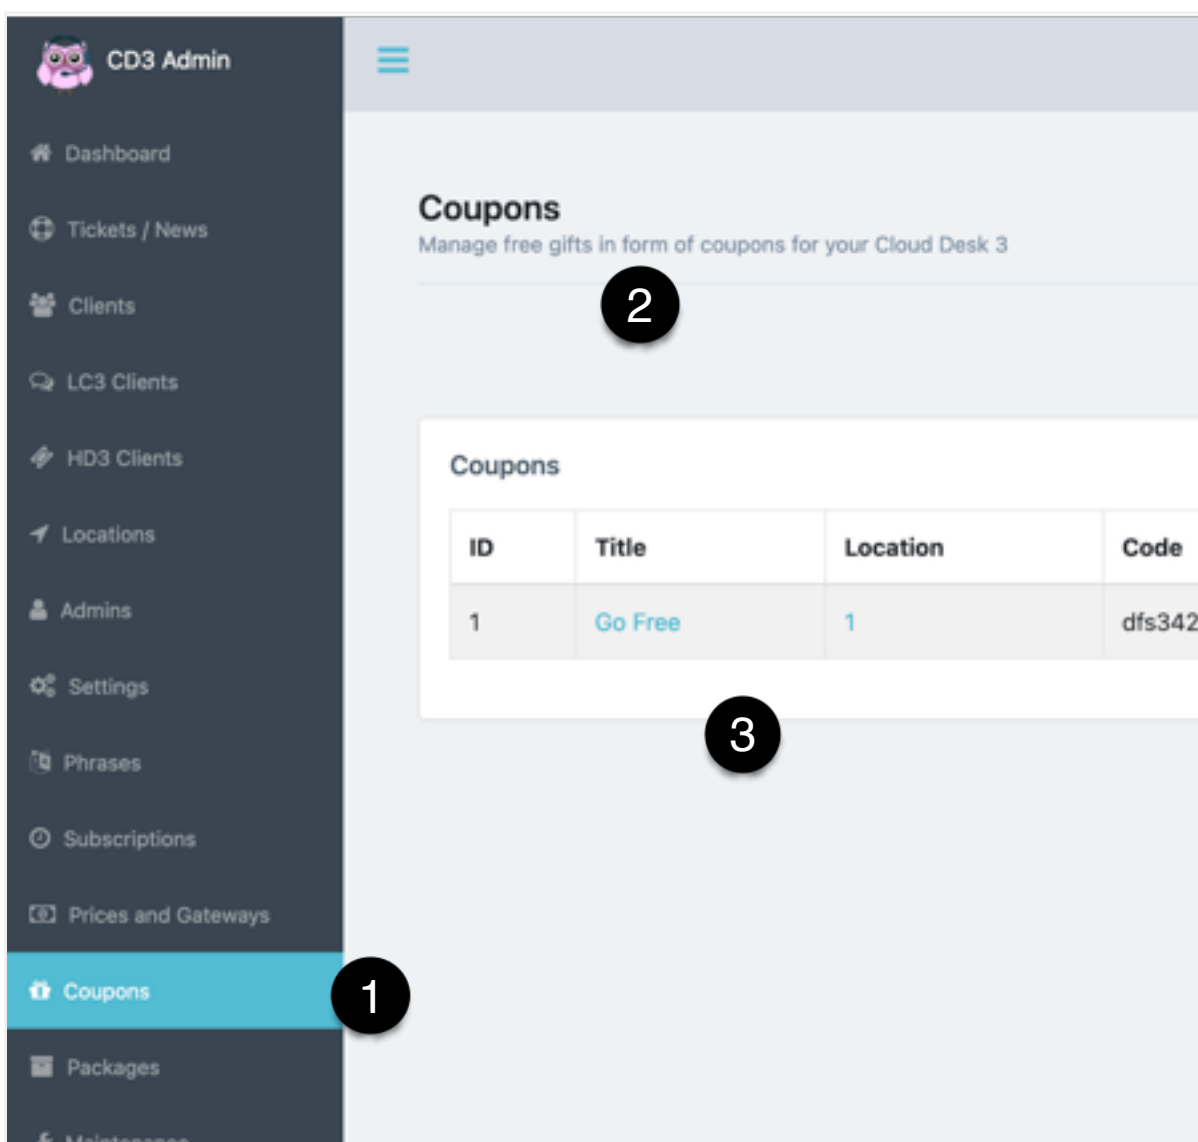 CD3 Admin
Dashboard
Tickets / News
Clients
LC3 Clients
HD3 Clients
Locations
Admins
Settings
Phrases
Subscriptions
Prices and Gateways
Coupons
1
Packages
Maintenance
Coupons
Manage free gifts in form of coupons for your Cloud Desk 3
2
Coupons
ID Title Location Code
1 Go Free 1 dfs342
3